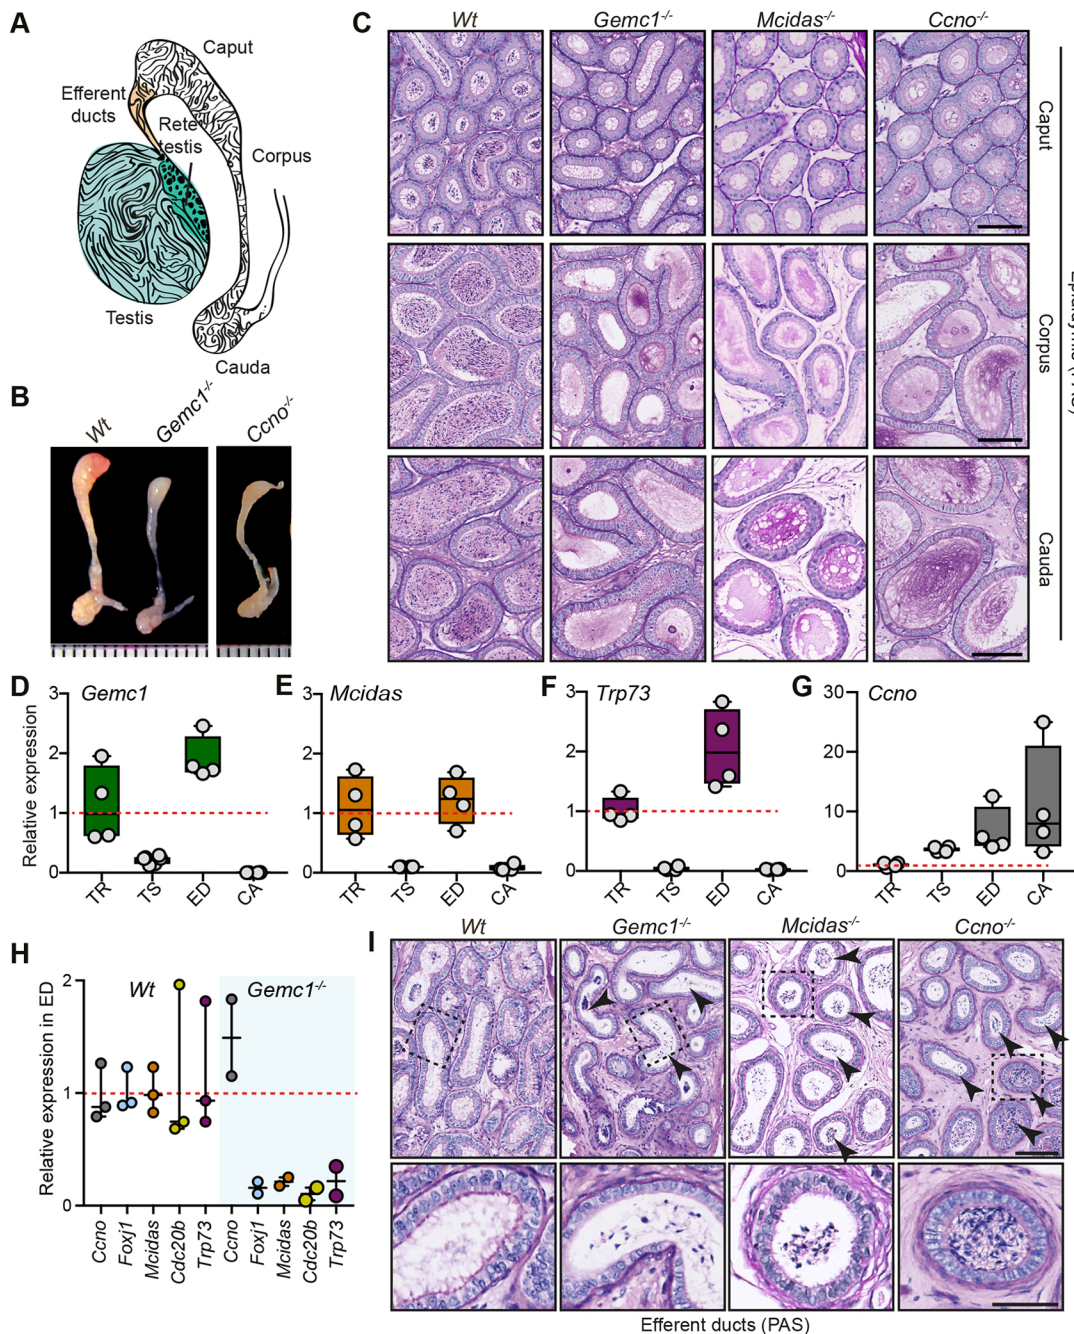 A
Caput
Efferent
ducts
Rete
testis
Corpus
Testis
Cauda
B
Wt
Gemc1-/-
Ccno-/-
C
Wt
Gemc1-/-
Mcidas-/-
Ccno-/-
Caput
Corpus
Cauda
D
Gemc1
Relative expression
3
2
1
0
TR
TS
ED
CA
E
Mcidas
3
2
1
0
TR
TS
ED
CA
F
Trp73
3
2
1
0
TR
TS
ED
CA
G
Ccno
30
20
10
0
TR
TS
ED
CA
H
Wt
Gemc1-/-
Relative expression in ED
2
1
0
Ccno
Foxj1
Mcidas
Cdc20b
Trp73
Ccno
Foxj1
Mcidas
Cdc20b
Trp73
I
Wt
Gemc1-/-
Mcidas-/-
Ccno-/-
Efferent ducts (PAS)